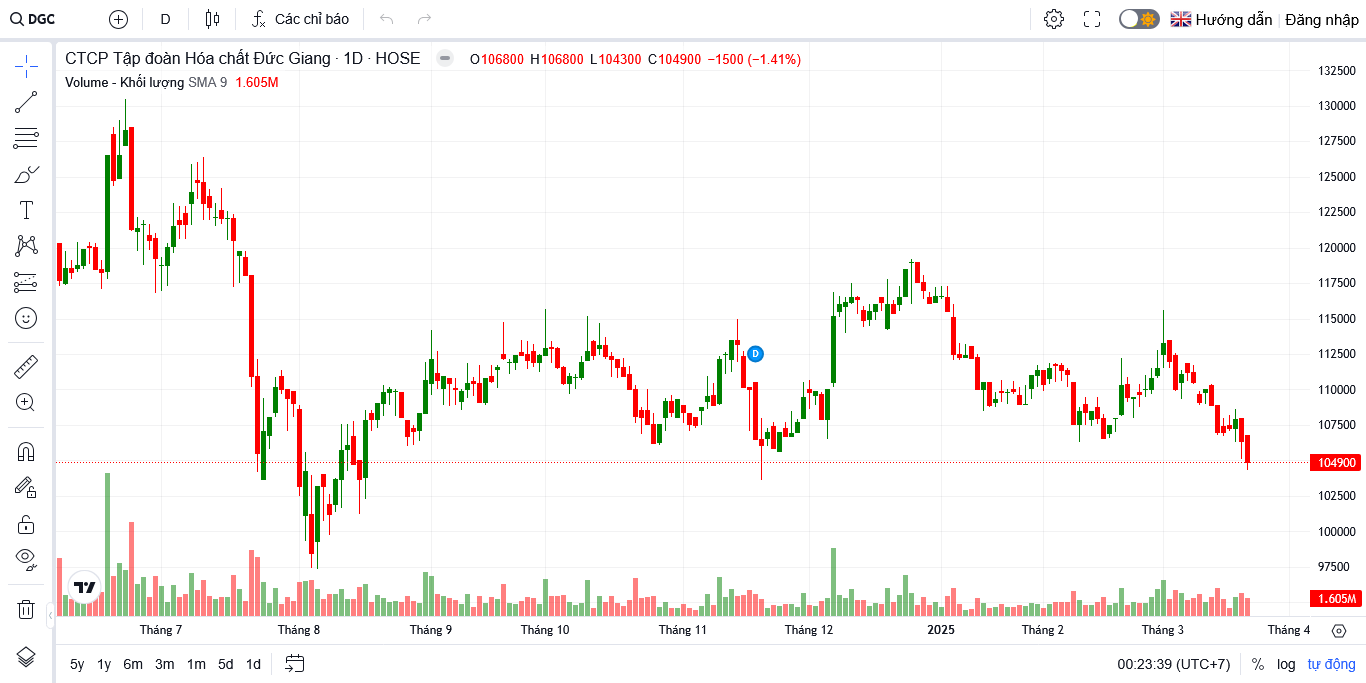 DGC D Các chỉ báo Hướng dẫn Đăng nhập
CTCP Tập đoàn Hóa chất Đức Giang · 1D · HOSE O106800 H106800 L104300 C104900 −1500 (−1.41%)
Volume - Khối lượng SMA 9 1.605M
132500
130000
127500
125000
122500
120000
117500
115000
112500
D
110000
107500
104900
102500
100000
97500
1.605M
Tháng 7 Tháng 8 Tháng 9 Tháng 10 Tháng 11 Tháng 12 2025 Tháng 2 Tháng 3 Tháng 4
5y 1y 6m 3m 1m 5d 1d 00:23:39 (UTC+7) % log tự động